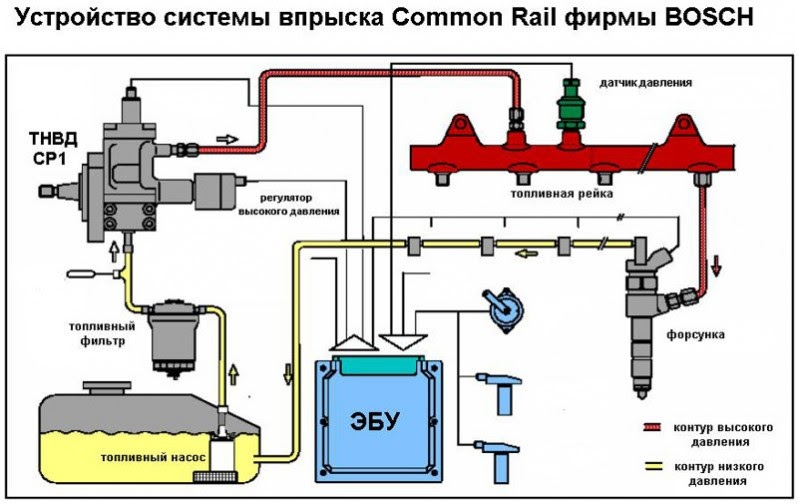 Устройство системы впрыска Common Rail фирмы BOSCH
ТНВД
CP1
датчик давления
топливная рейка
регулятор
высокого давления
топливный
фильтр
форсунка
ЭБУ
топливный насос
контур высокого
давления
контур низкого
давления